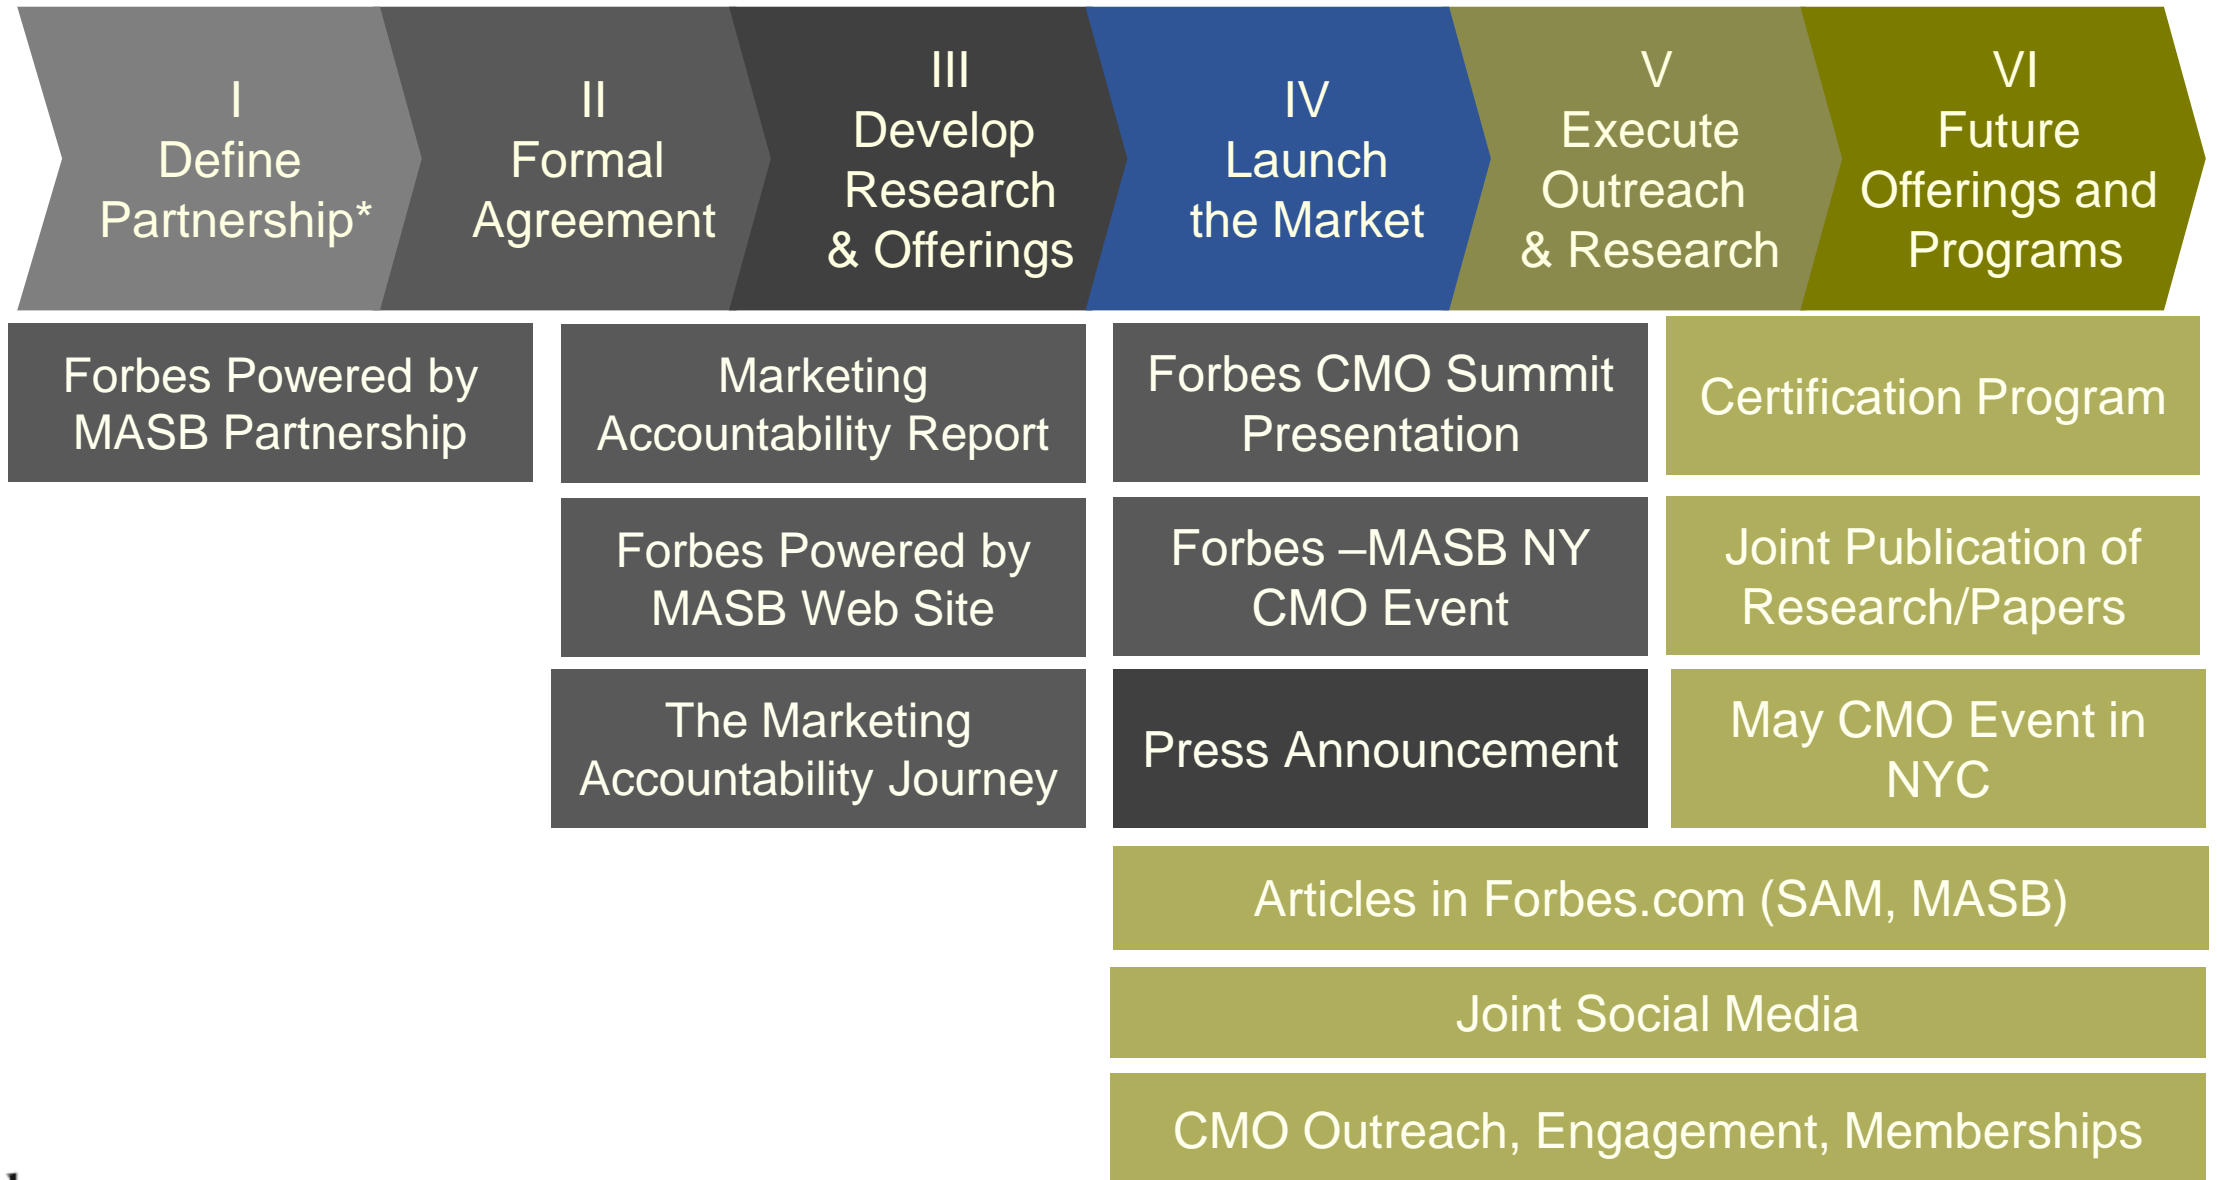 I
Define
Partnership*
II
Formal
Agreement
III
Develop
Research
& Offerings
IV
Launch
the Market
V
Execute
Outreach
& Research
VI
Future
Offerings and
Programs
Forbes Powered by
MASB Partnership
Marketing
Accountability Report
Forbes Powered by
MASB Web Site
The Marketing
Accountability Journey
Forbes CMO Summit
Presentation
Forbes –MASB NY
CMO Event
Press Announcement
Certification Program
Joint Publication of
Research/Papers
May CMO Event in
NYC
Articles in Forbes.com (SAM, MASB)
Joint Social Media
CMO Outreach, Engagement, Memberships